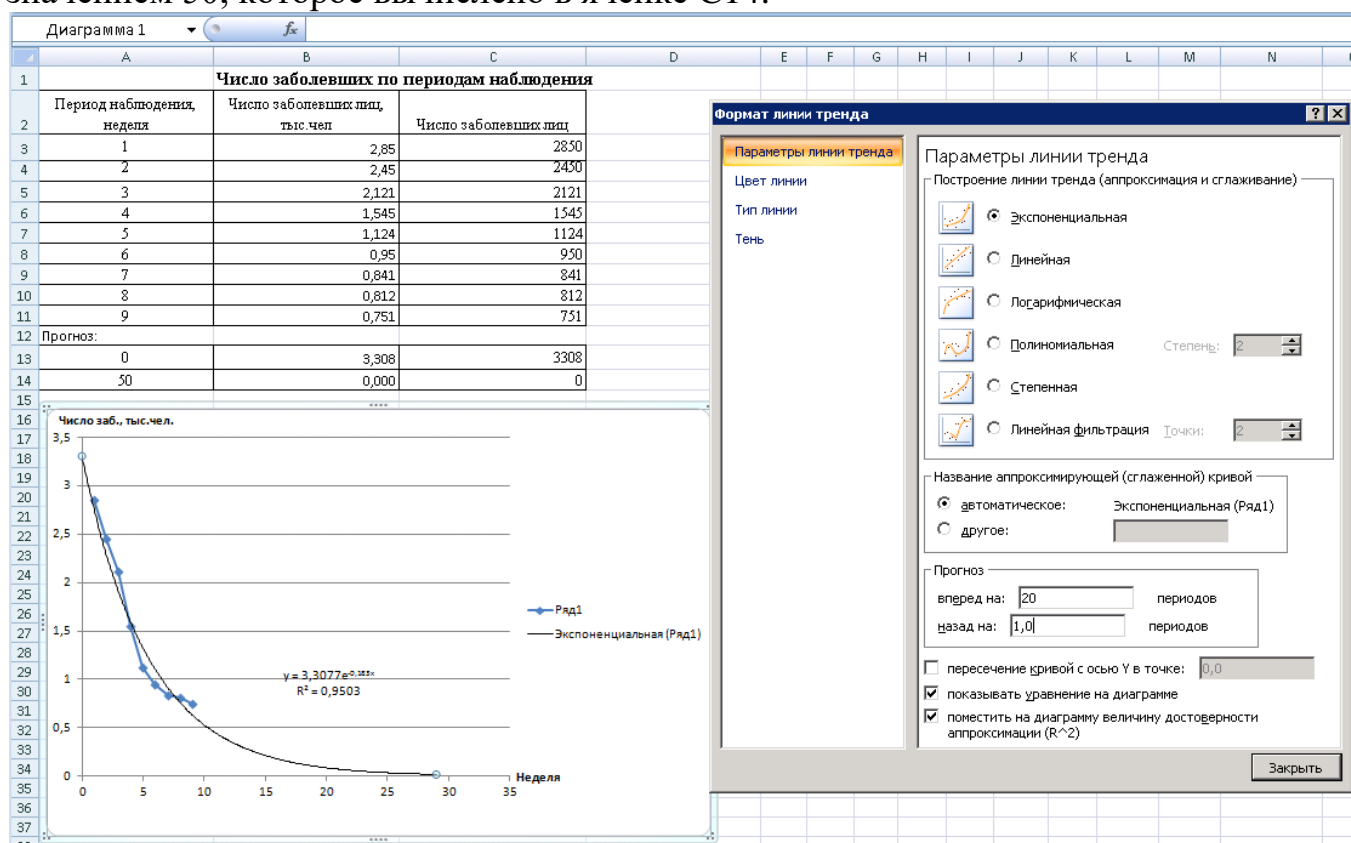 значением 50, которое вычислено в ячейке C14.
Диаграмма 1 fx
A B C D E F G H I J K L M N
1 Число заболевших по периодам наблюдения
Период наблюдения, Число заболевших лиц,
2 неделя тыс.чел Число заболевших лиц
3 1 2,85 2850
4 2 2,45 2450
5 3 2,121 2121
6 4 1,545 1545
7 5 1,124 1124
8 6 0,95 950
9 7 0,841 841
10 8 0,812 812
11 9 0,751 751
12 Прогноз:
13 0 3,308 3308
14 50 0,000 0
15
16
17
18
19
20
21
22
23
24
25
26
27
28
29
30
31
32
33
34
35
36
37
Число заб., тыс.чел.
3,5
3
2,5
2
1,5
1
0,5
0
0 5 10 15 20 25 30 35
Неделя
y = 3,3077e-0,183x
R² = 0,9503
Ряд1
Экспоненциальная (Ряд1)
Формат линии тренда
Параметры линии тренда
Цвет линии
Тип линии
Тень
Параметры линии тренда
Построение линии тренда (аппроксимация и сглаживание)
Экспоненциальная
Линейная
Логарифмическая
Полиномиальная Степень: 2
Степенная
Линейная фильтрация Точки: 2
Название аппроксимирующей (сглаженной) кривой
автоматическое: Экспоненциальная (Ряд1)
другое:
Прогноз
вперед на: 20 периодов
назад на: 1,0 периодов
пересечение кривой с осью Y в точке: 0,0
показывать уравнение на диаграмме
поместить на диаграмму величину достоверности
аппроксимации (R^2)
Закрыть